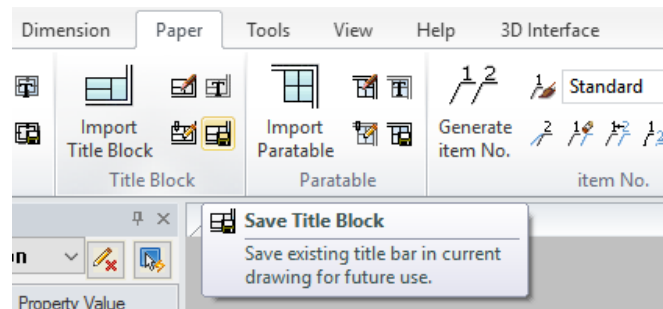 Dimension Paper Tools View Help 3D Interface
Standard
Import Title Block
Import Paratable
Generate item No.
Title Block Paratable item No.
Save Title Block
Save existing title bar in current
drawing for future use.
Property Value